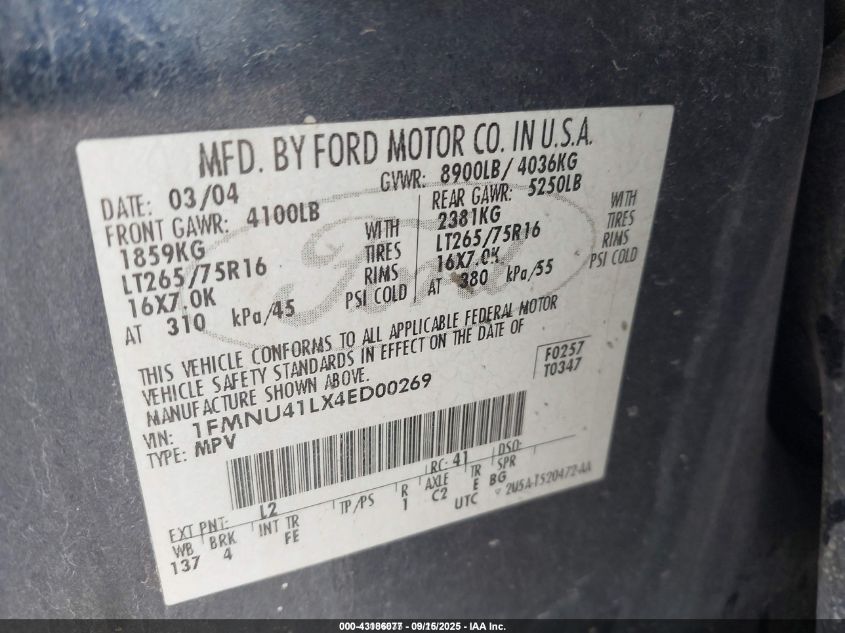 MFD. BY FORD MOTOR CO. IN U.S.A.
DATE: 03/04 GVWR: 8900LB/ 4036KG
FRONT GAWR: 4100LB REAR GAWR: 5250LB
1859KG WITH 2381KG WITH
LT265/75R16 TIRES LT265/75R16 TIRES
16X7.0K RIMS 16X7.0K RIMS
AT 310 kPa/45 PSI COLD AT 380 kPa/55 PSI COLD
Ford
THIS VEHICLE CONFORMS TO ALL APPLICABLE FEDERAL MOTOR
VEHICLE SAFETY STANDARDS IN EFFECT ON THE DATE OF
MANUFACTURE SHOWN ABOVE.
F0257
T0347
VIN: 1FMNU41LX4ED00269
TYPE: MPV
RC: 41 DSO:
EXT PNT: L2
WB BRK INT TR TP/PS R AXLE TR SPR
137 4 FE 1 C2 E BG
UTC 2U5A-1520472-AA
09/15/2025 - IAA Inc.